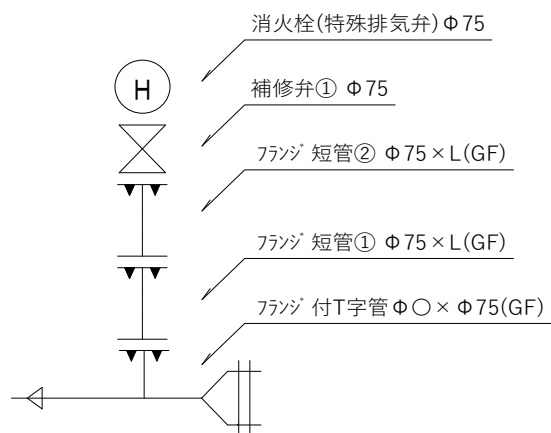 消火栓(特殊排気弁)Φ75
H
補修弁① Φ75
フランジ短管② Φ75×L(GF)
フランジ短管① Φ75×L(GF)
フランジ付T字管Φ○×Φ75(GF)